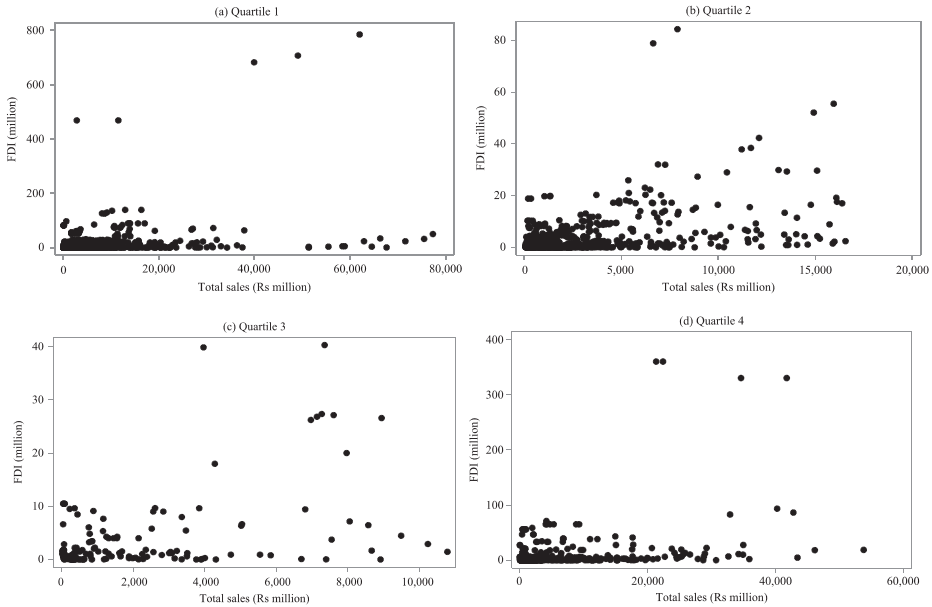 (a) Quartile 1
800
600
400
200
0
FDI (million)
0 20,000 40,000 60,000 80,000
Total sales (Rs million)
(b) Quartile 2
80
60
40
20
0
FDI (million)
0 5,000 10,000 15,000 20,000
Total sales (Rs million)
(c) Quartile 3
40
30
20
10
0
FDI (million)
0 2,000 4,000 6,000 8,000 10,000
Total sales (Rs million)
(d) Quartile 4
400
300
200
100
0
FDI (million)
0 20,000 40,000 60,000
Total sales (Rs million)